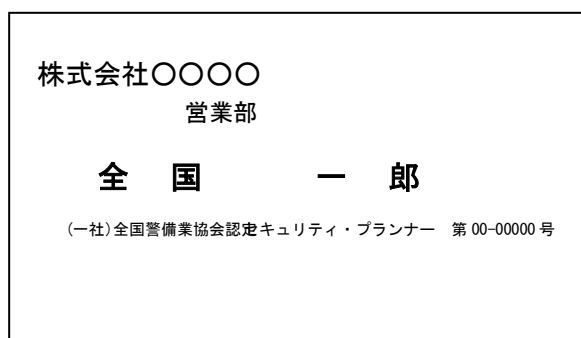 株式会社〇〇〇〇
営業部
全 国 一 郎
(一社)全国警備業協会認定セキュリティ・プランナー 第 00-00000 号